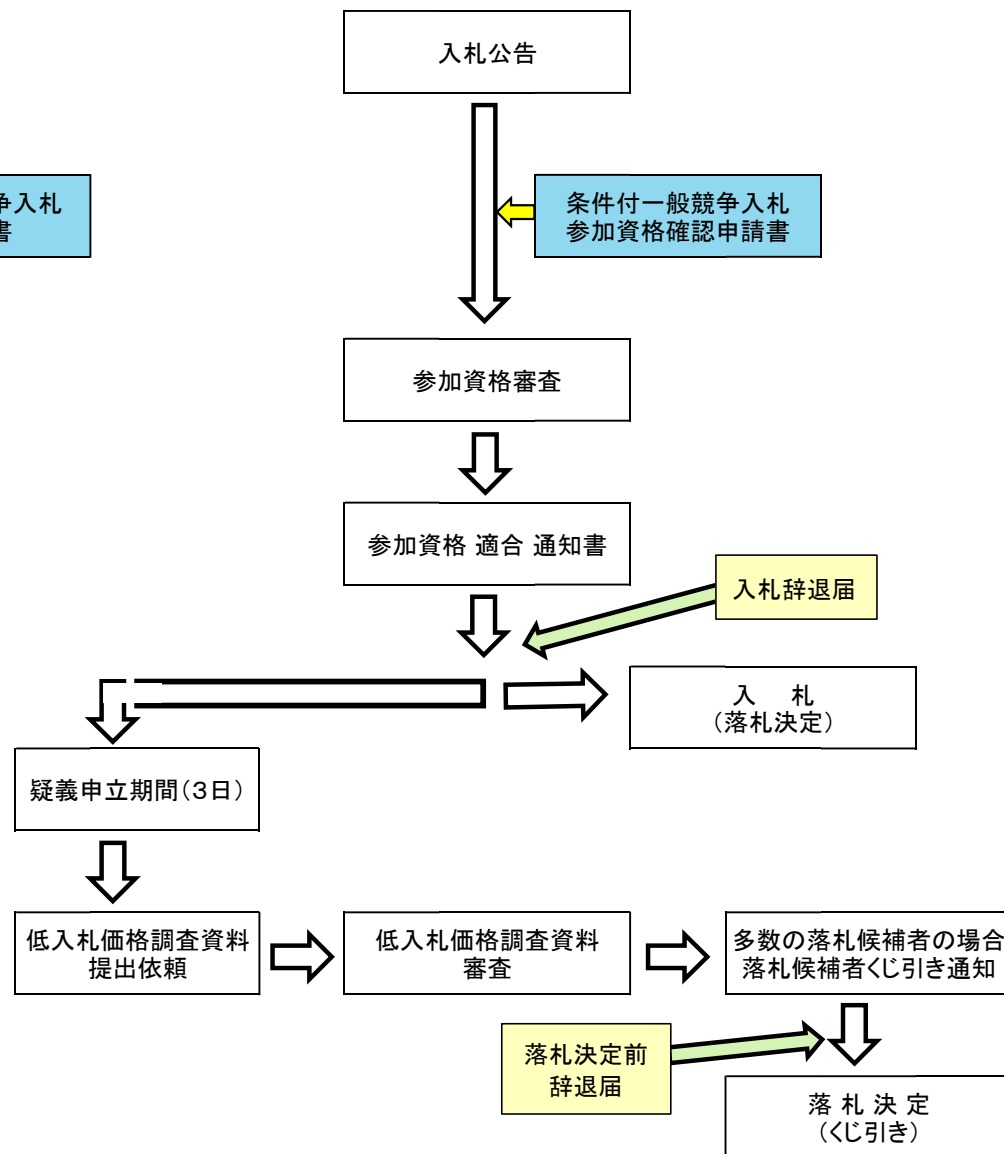 入札公告
争入札
書
条件付一般競争入札
参加資格確認申請書
参加資格審査
参加資格 適合 通知書
入札辞退届
入 札
(落札決定)
疑義申立期間(3日)
低入札価格調査資料
提出依頼
低入札価格調査資料
審査
多数の落札候補者の場合
落札候補者くじ引き通知
落札決定前
辞退届
落 札 決 定
(くじ引き)